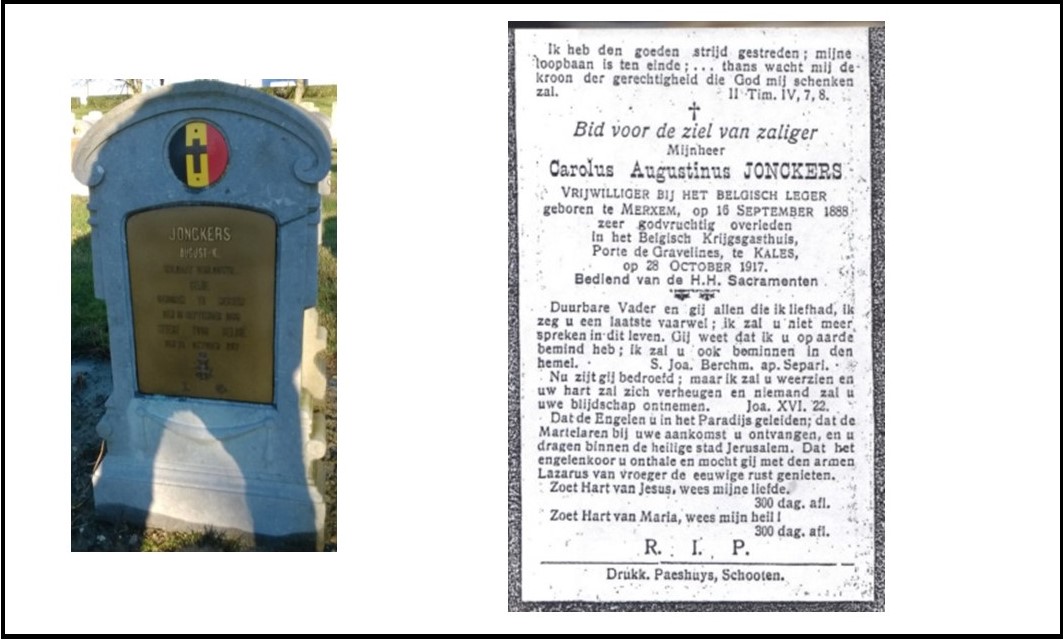 JONCKERS
AUGUST K.
Ik heb den goeden strijd gestreden; mijne
loopbaan is ten einde;... thans wacht mij de
kroon der gerechtigheid die God mij schenken
zal. II Tim. IV, 7, 8.
Bid voor de ziel van zaliger
Mijnheer
Carolus Augustinus JONCKERS
VRIJWILLIGER BIJ HET BELGISCH LEGER
geboren te MERXEM, op 16 SEPTEMBER 1888
zeer godvruchtig overleden
in het Belgisch Krijgsgasthuis,
Porte de Gravelines, te KALES,
op 28 OCTOBER 1917.
Bediend van de H.H. Sacramenten
Duurbare Vader en gij allen die ik liefhad, ik
zeg u een laatste vaarwel; ik zal u niet meer
spreken in dit leven. Gij weet dat ik u op aarde
bemind heb; ik zal u ook beminnen in den
hemel. S. Joa. Berchm. ap. Separi.
Nu zijt gij bedroefd; maar ik zal u weerzien en
uw hart zal zich verheugen en niemand zal u
uwe blijdschap ontnemen. Joa. XVI. 22.
Dat de Engelen u in het Paradijs geleiden; dat de
Martelaren bij uwe aankomst u ontvangen, en u
dragen binnen de heilige stad Jerusalem. Dat het
engelenkoor u onthale en mocht gij met den armen
Lazarus van vroeger de eeuwige rust genieten.
Zoet Hart van Jesus, wees mijne liefde.
300 dag. afl.
Zoet Hart van Maria, wees mijn heil!
300 dag. afl.
R. I. P.
Drukk. Paeshuys, Schooten.